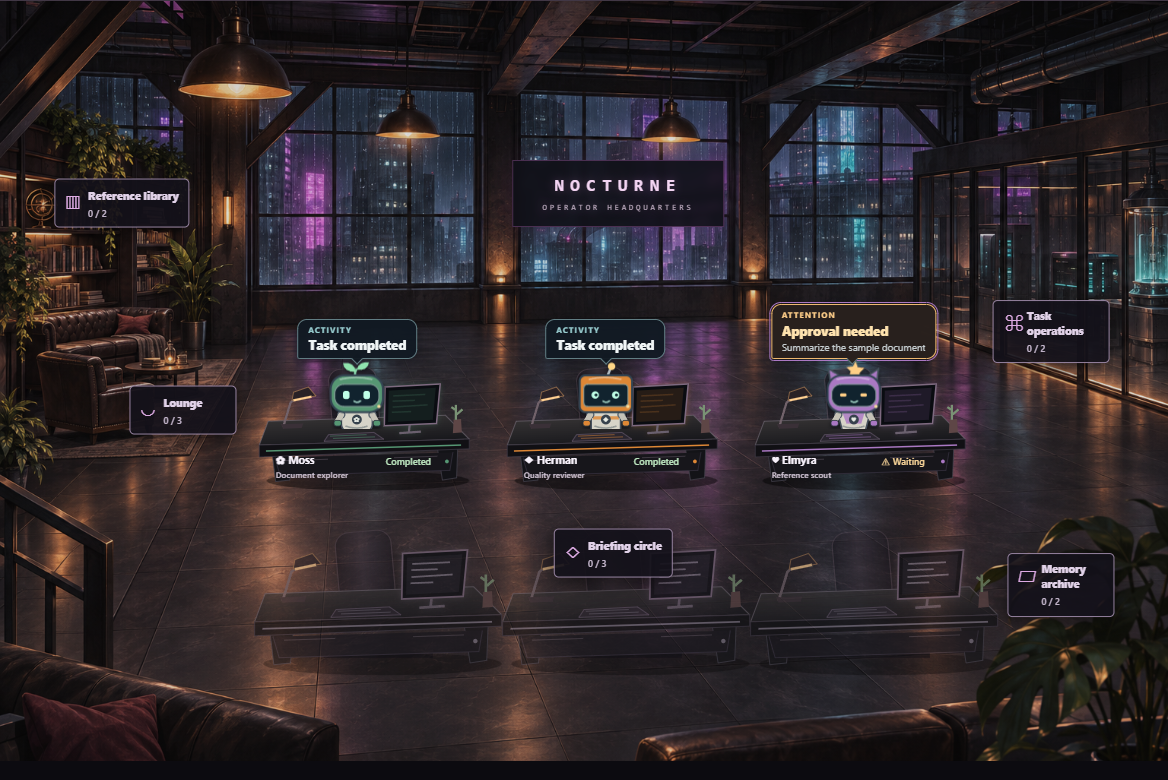 NOCTURNE
OPERATOR HEADQUARTERS
Reference library
0 / 2
ACTIVITY
Task completed
ACTIVITY
Task completed
ATTENTION
Approval needed
Summarize the sample document
Task
operations
0 / 2
Lounge
0 / 3
Moss
Completed
Document explorer
Herman
Completed
Quality reviewer
Elmyra
Waiting
Reference scout
Briefing circle
0 / 3
Memory
archive
0 / 2